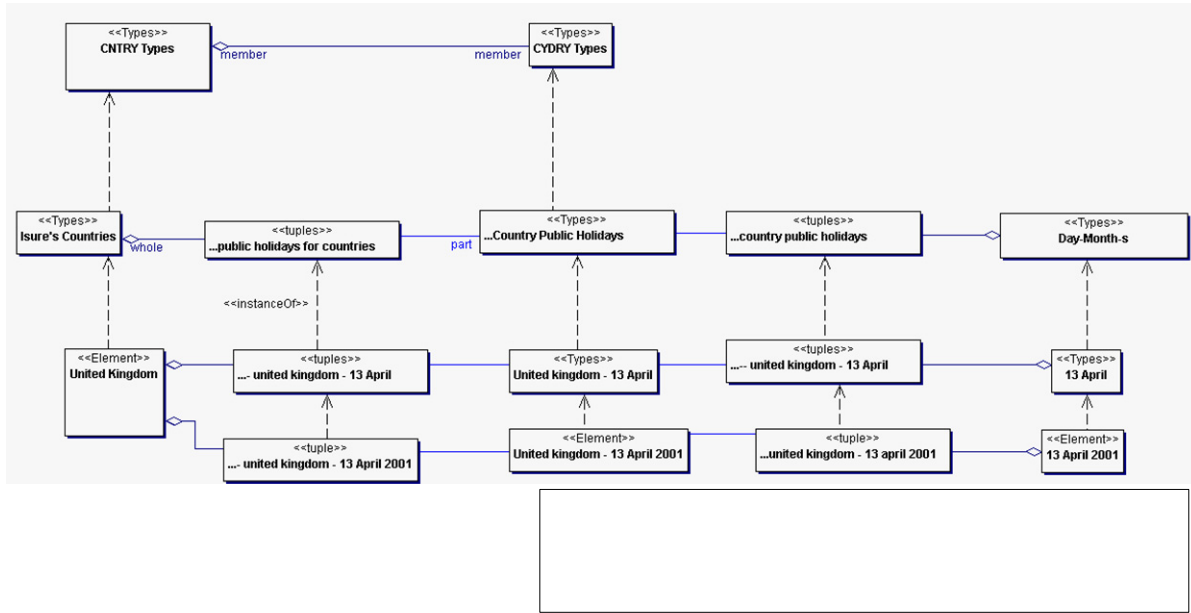 <<Types>>
CNTRY Types
<<Types>>
CYDRY Types
member
member
<<Types>>
Isure's Countries
<<tuples>>
...public holidays for countries
<<Types>>
...Country Public Holidays
<<tuples>>
...country public holidays
<<Types>>
Day-Month-s
whole
part
<<instanceOf>>
<<Element>>
United Kingdom
<<tuples>>
...- united kingdom - 13 April
<<Types>>
United Kingdom - 13 April
<<tuples>>
...-- united kingdom - 13 April
<<Types>>
13 April
<<tuple>>
...- united kingdom - 13 April 2001
<<Element>>
United Kingdom - 13 April 2001
<<tuple>>
...united kingdom - 13 april 2001
<<Element>>
13 April 2001